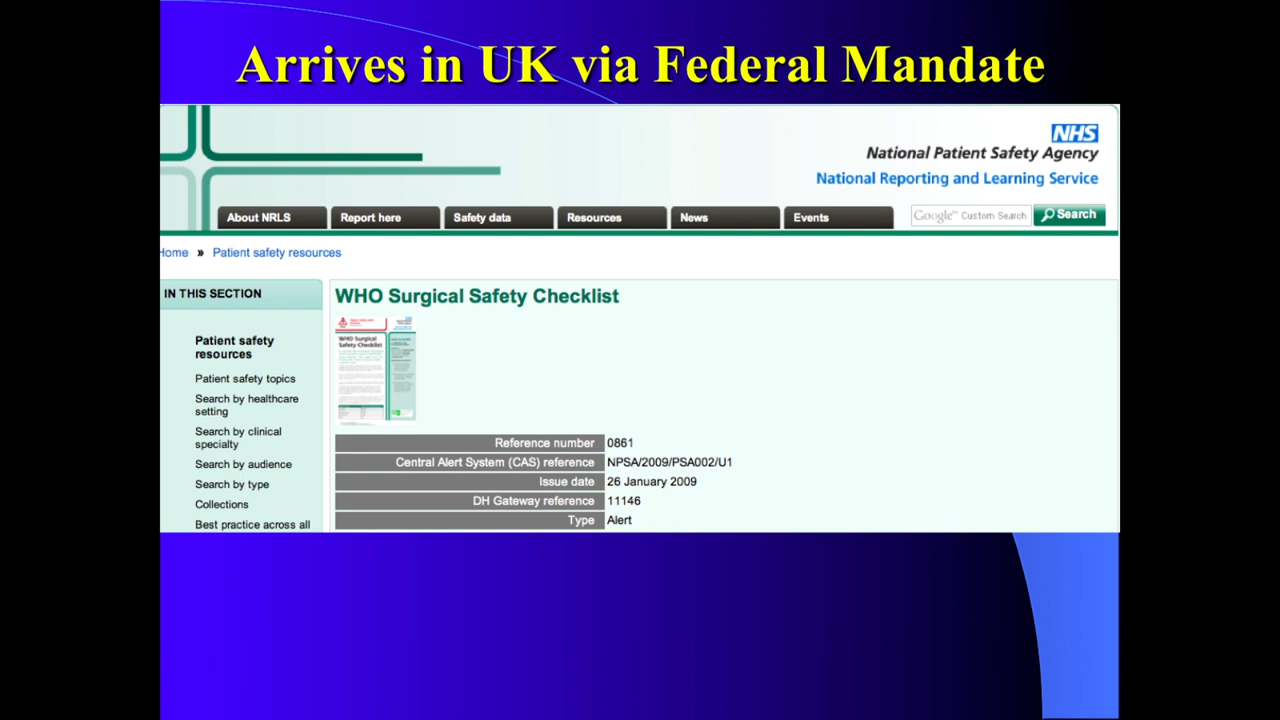 Arrives in UK via Federal Mandate
NHS
National Patient Safety Agency
National Reporting and Learning Service
About NRLS
Report here
Safety data
Resources
News
Events
Google™ Custom Search
Search
Home » Patient safety resources
IN THIS SECTION
Patient safety
resources
Patient safety topics
Search by healthcare
setting
Search by clinical
specialty
Search by audience
Search by type
Collections
Best practice across all
WHO Surgical Safety Checklist
WHO Surgical
Safety Checklist
Reference number 0861
Central Alert System (CAS) reference NPSA/2009/PSA002/U1
Issue date 26 January 2009
DH Gateway reference 11146
Type Alert